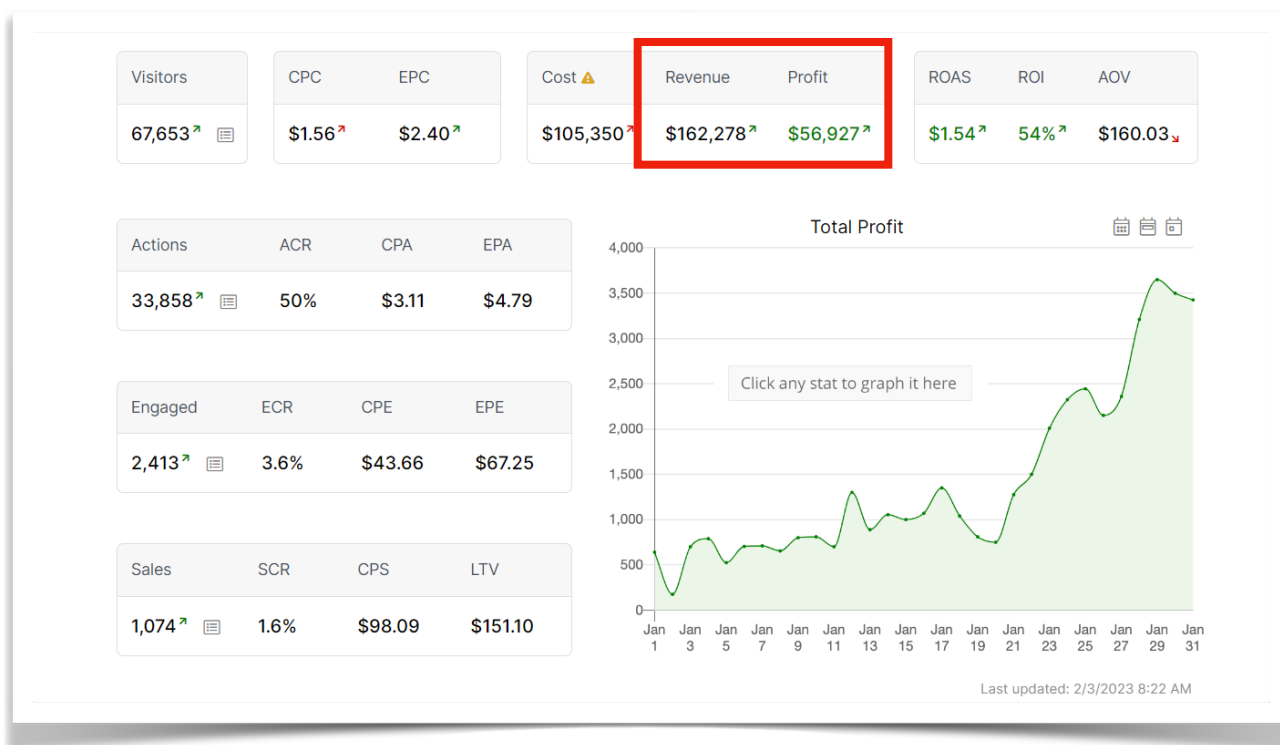 Visitors
67,653
CPC EPC
$1.56 $2.40
Cost Revenue Profit
$105,350 $162,278 $56,927
ROAS ROI AOV
$1.54 54% $160.03
Actions ACR CPA EPA
33,858 50% $3.11 $4.79
Engaged ECR CPE EPE
2,413 3.6% $43.66 $67.25
Sales SCR CPS LTV
1,074 1.6% $98.09 $151.10
Total Profit
4,000
3,500
3,000
2,500
2,000
1,500
1,000
500
0
Click any stat to graph it here
Jan Jan Jan Jan Jan Jan Jan Jan Jan Jan Jan Jan Jan Jan Jan Jan
1 3 5 7 9 11 13 15 17 19 21 23 25 27 29 31
Last updated: 2/3/2023 8:22 AM